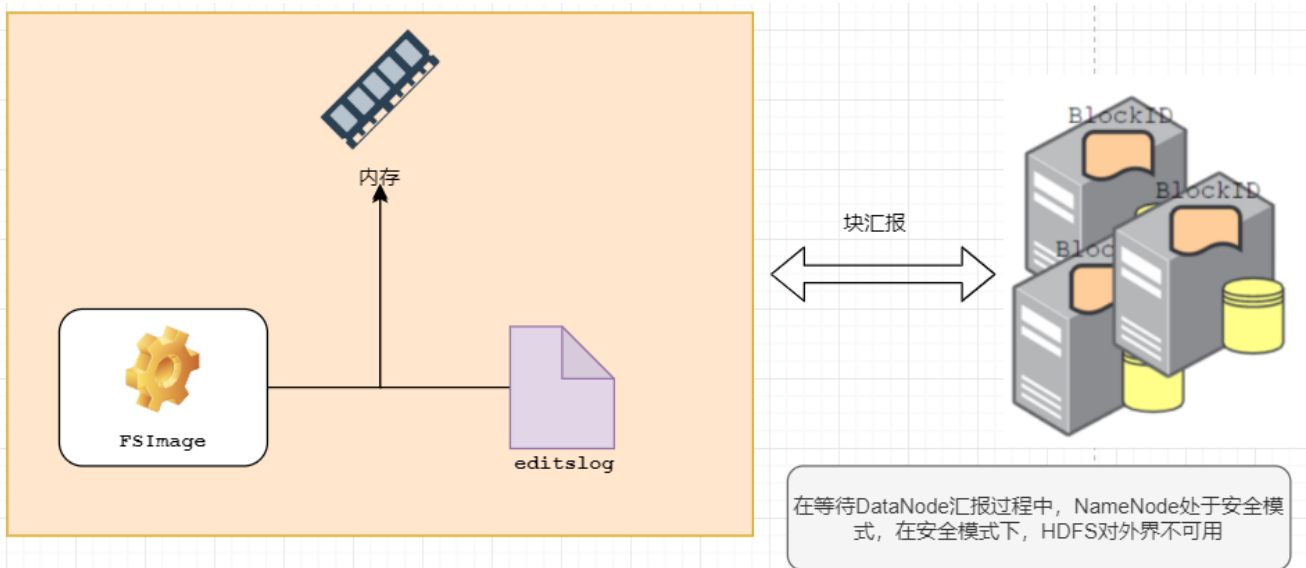 内存
FSImage
editslog
块汇报
BlockID
BlockID
Bloc
在等待DataNode汇报过程中，NameNode处于安全模
式，在安全模式下，HDFS对外界不可用